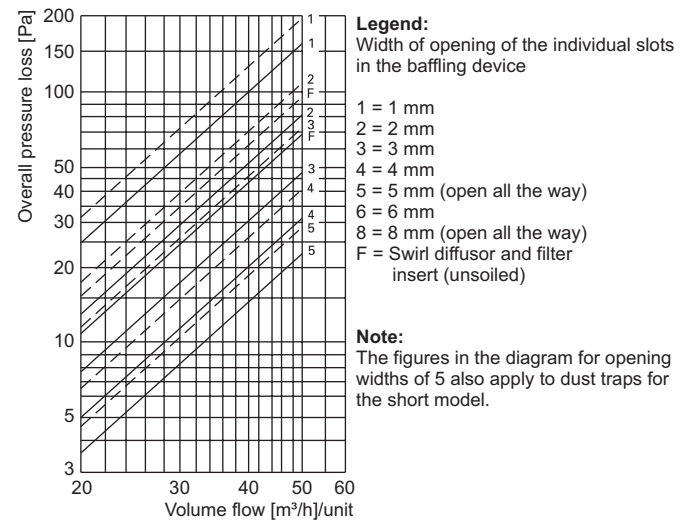 Overall pressure loss [Pa]
200
150
100
50
40
30
20
10
5
3
20
30
40
50
60
Volume flow [m³/h]/unit
1
1
2
F
2
3
F
3
4
4
5
5
Legend:
Width of opening of the individual slots
in the baffling device
1 = 1 mm
2 = 2 mm
3 = 3 mm
4 = 4 mm
5 = 5 mm (open all the way)
6 = 6 mm
8 = 8 mm (open all the way)
F = Swirl diffusor and filter
insert (unsoiled)
Note:
The figures in the diagram for opening
widths of 5 also apply to dust traps for
the short model.